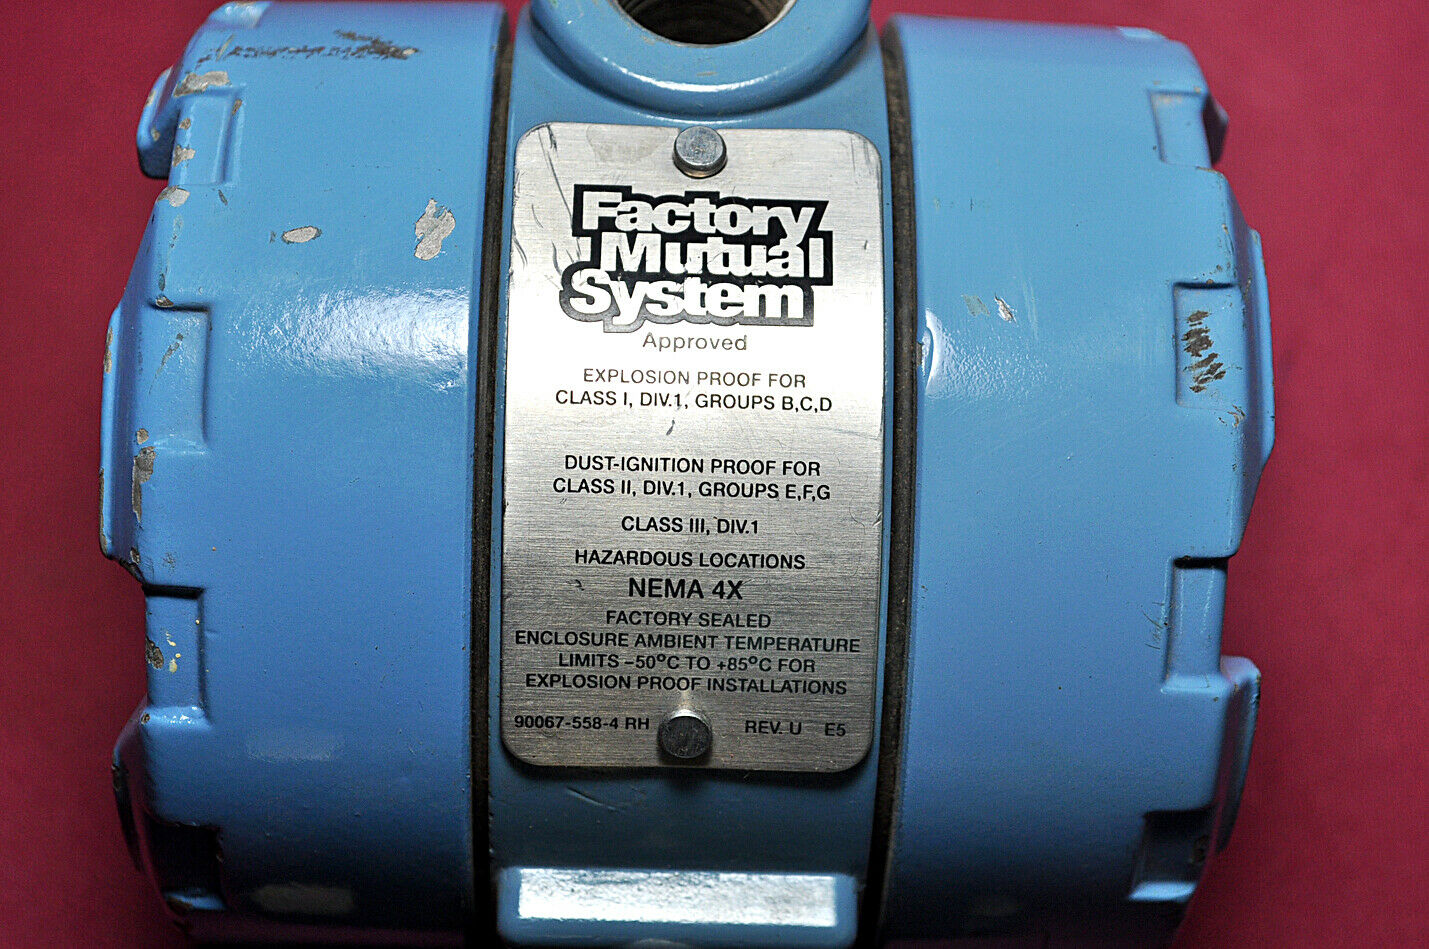 Factory
Mutual
System
Approved
EXPLOSION PROOF FOR
CLASS I, DIV.1, GROUPS B,C,D
DUST-IGNITION PROOF FOR
CLASS II, DIV.1, GROUPS E,F,G
CLASS III, DIV.1
HAZARDOUS LOCATIONS
NEMA 4X
FACTORY SEALED
ENCLOSURE AMBIENT TEMPERATURE
LIMITS -50°C TO +85°C FOR
EXPLOSION PROOF INSTALLATIONS
90067-558-4 RH REV. U E5